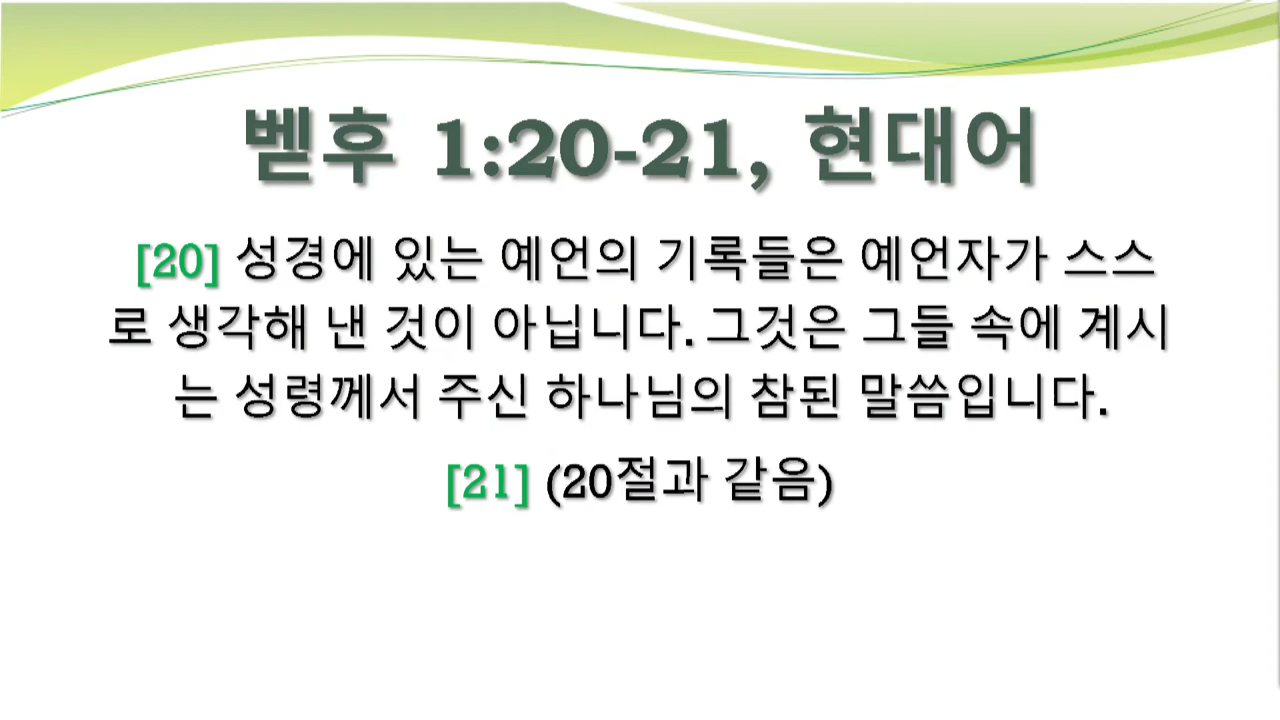 벧후 1:20-21, 현대어
[20] 성경에 있는 예언의 기록들은 예언자가 스스
로 생각해 낸 것이 아닙니다. 그것은 그들 속에 계시
는 성령께서 주신 하나님의 참된 말씀입니다.
[21] (20절과 같음)